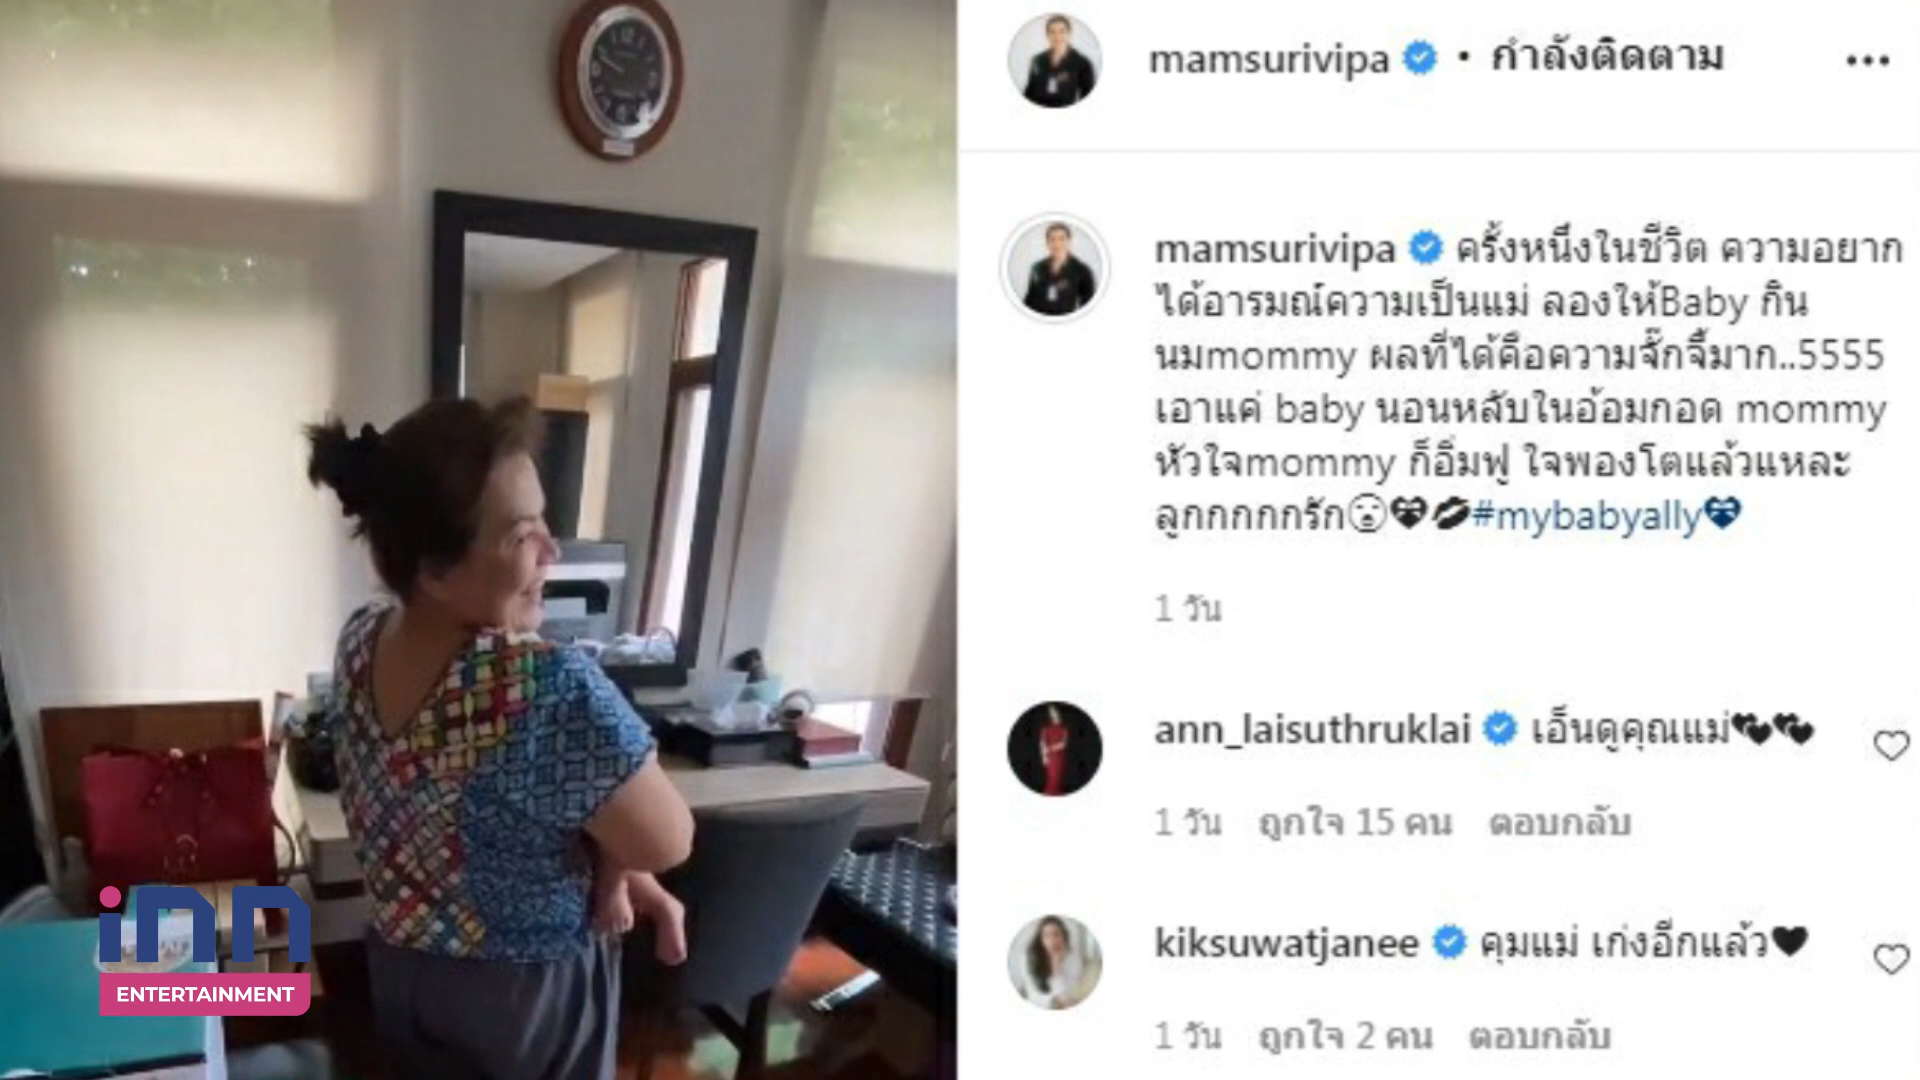 mamsurivipa • กำลังติดตาม
mamsurivipa ครั้งหนึ่งในชีวิต ความอยาก
ได้อารมณ์ความเป็นแม่ ลองให้Baby กิน
นมmommy ผลที่ได้คือความจั๊กจี้มาก..5555
เอาแค่ baby นอนหลับในอ้อมกอด mommy
หัวใจmommy ก็อิ่มฟู ใจพองโตแล้วแหละ
ลูกกกกกรัก😮💝💋#mybabyally💝
1 วัน
ann_laisuthruklai เอ็นดูคุณแม่💕💕
1 วัน ถูกใจ 15 คน ตอบกลับ
kiksuwatjanee คุมแม่ เก่งอีกแล้ว🖤
1 วัน ถูกใจ 2 คน ตอบกลับ
inn
ENTERTAINMENT